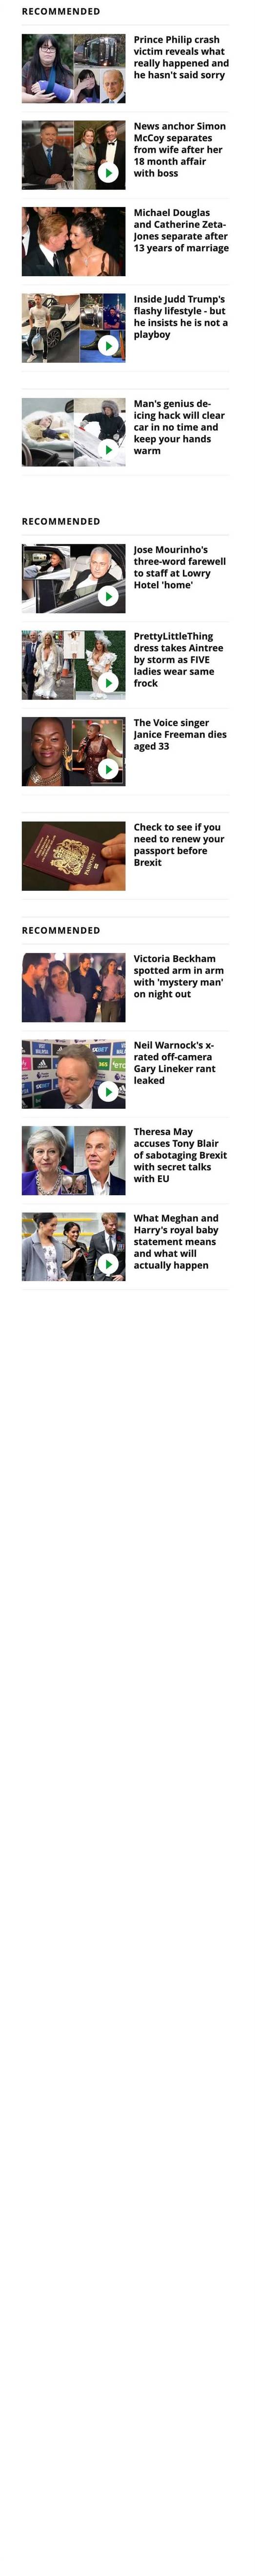 RECOMMENDED
Prince Philip crash
victim reveals what
really happened and
he hasn't said sorry
News anchor Simon
McCoy separates
from wife after her
18 month affair
with boss
Michael Douglas
and Catherine Zeta-
Jones separate after
13 years of marriage
Inside Judd Trump's
flashy lifestyle - but
he insists he is not a
playboy
Man's genius de-
icing hack will clear
car in no time and
keep your hands
warm
RECOMMENDED
Jose Mourinho's
three-word farewell
to staff at Lowry
Hotel 'home'
PrettyLittleThing
dress takes Aintree
by storm as FIVE
ladies wear same
frock
The Voice singer
Janice Freeman dies
aged 33
Check to see if you
need to renew your
passport before
Brexit
PASSPORT
RECOMMENDED
Victoria Beckham
spotted arm in arm
with 'mystery man'
on night out
Neil Warnock's x-
rated off-camera
Gary Lineker rant
leaked
Theresa May
accuses Tony Blair
of sabotaging Brexit
with secret talks
with EU
What Meghan and
Harry's royal baby
statement means
and what will
actually happen